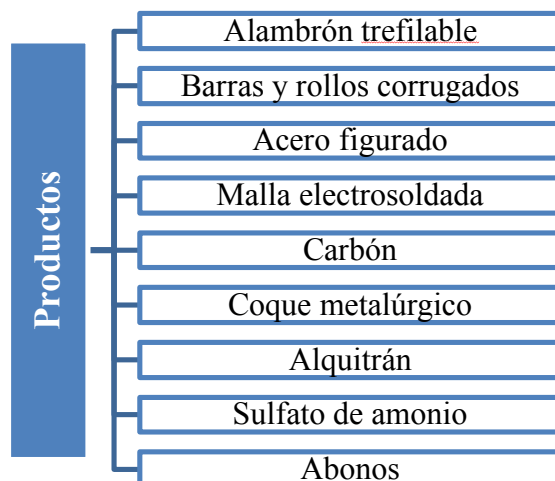 Productos
Alambrón trefilable
Barras y rollos corrugados
Acero figurado
Malla electrosoldada
Carbón
Coque metalúrgico
Alquitrán
Sulfato de amonio
Abonos